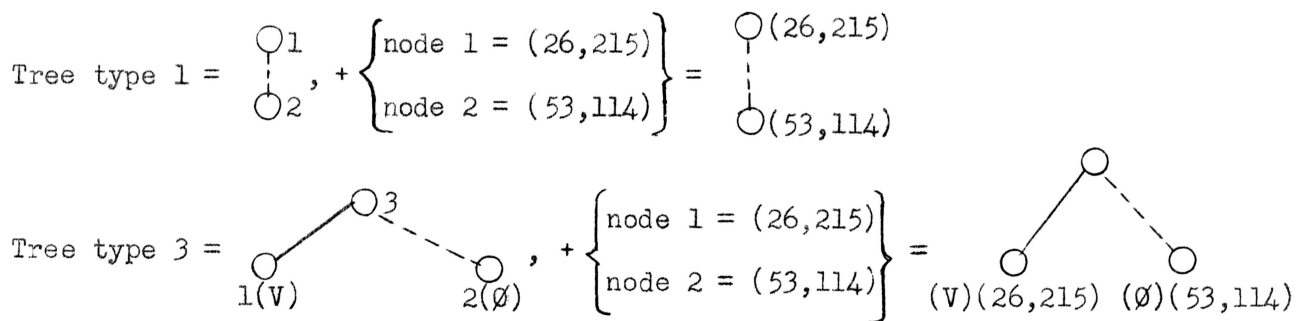 Tree type 1 = 1 2 , + { node 1 = (26,215) node 2 = (53,114) } = (26,215) (53,114)
Tree type 3 = 3 1(V) 2(Ø) , + { node 1 = (26,215) node 2 = (53,114) } = (V)(26,215) (Ø)(53,114)